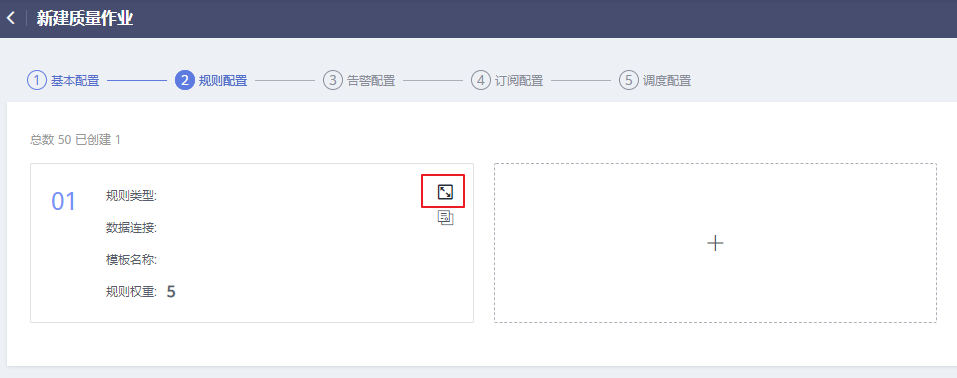 新建质量作业
1 基本配置 2 规则配置 3 告警配置 4 订阅配置 5 调度配置
总数 50 已创建 1
01
规则类型:
数据连接:
模板名称:
规则权重: 5